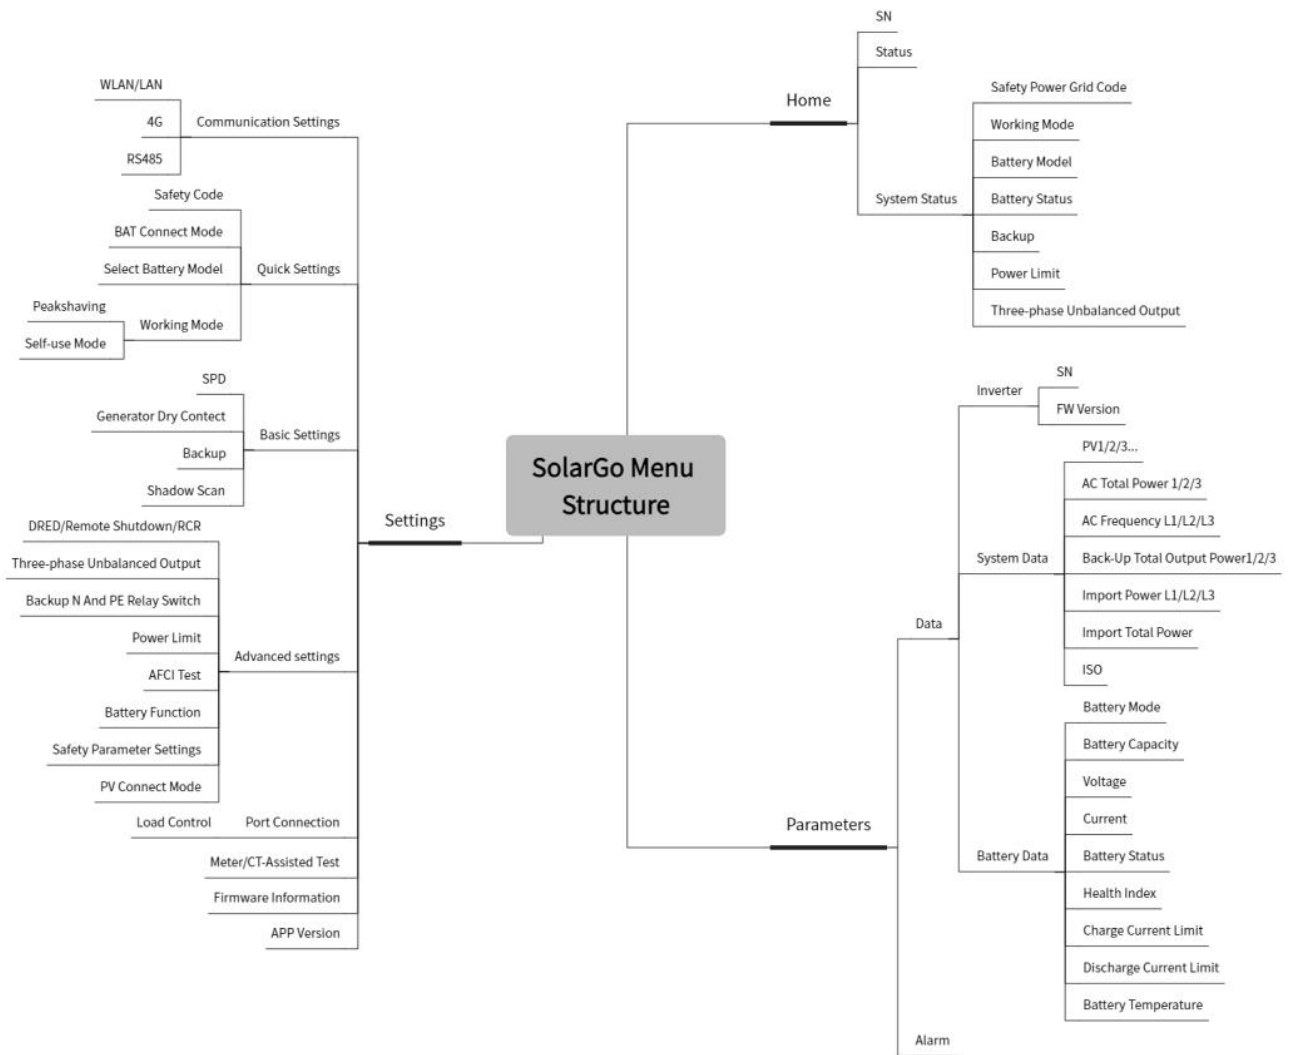 SolarGo Menu
Structure
Home
SN
Status
System Status
Safety Power Grid Code
Working Mode
Battery Model
Battery Status
Backup
Power Limit
Three-phase Unbalanced Output
Parameters
Data
Inverter
SN
FW Version
System Data
PV1/2/3...
AC Total Power 1/2/3
AC Frequency L1/L2/L3
Back-Up Total Output Power1/2/3
Import Power L1/L2/L3
Import Total Power
ISO
Battery Data
Battery Mode
Battery Capacity
Voltage
Current
Battery Status
Health Index
Charge Current Limit
Discharge Current Limit
Battery Temperature
Alarm
Settings
Communication Settings
WLAN/LAN
4G
RS485
Quick Settings
Safety Code
BAT Connect Mode
Select Battery Model
Working Mode
Peakshaving
Self-use Mode
Basic Settings
SPD
Generator Dry Contect
Backup
Shadow Scan
Advanced settings
DRED/Remote Shutdown/RCR
Three-phase Unbalanced Output
Backup N And PE Relay Switch
Power Limit
AFCI Test
Battery Function
Safety Parameter Settings
PV Connect Mode
Port Connection
Load Control
Meter/CT-Assisted Test
Firmware Information
APP Version